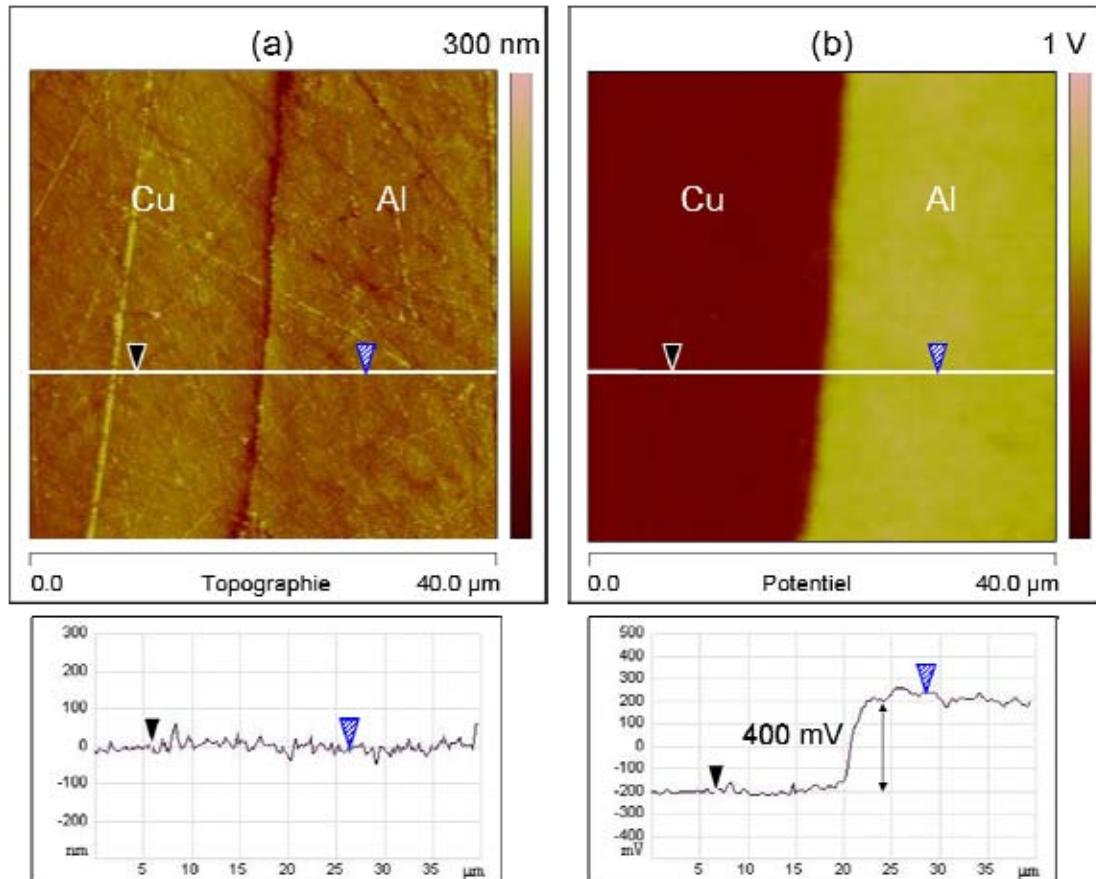 (a)
300 nm
Cu
Al
0.0 Topographie 40.0 µm
(b)
1 V
Cu
Al
0.0 Potentiel 40.0 µm
300
200
100
0
-100
-200
nm
5 10 15 20 25 30 35 µm
500
400
300
200
100
0
-100
-200
-300
-400
mV
400 mV
5 10 15 20 25 30 35 µm